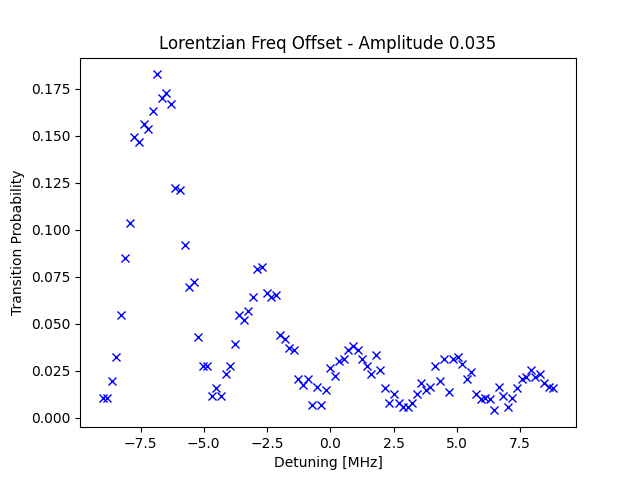 Lorentzian Freq Offset - Amplitude 0.035
Transition Probability
0.175
0.150
0.125
0.100
0.075
0.050
0.025
0.000
−7.5 −5.0 −2.5 0.0 2.5 5.0 7.5
Detuning [MHz]